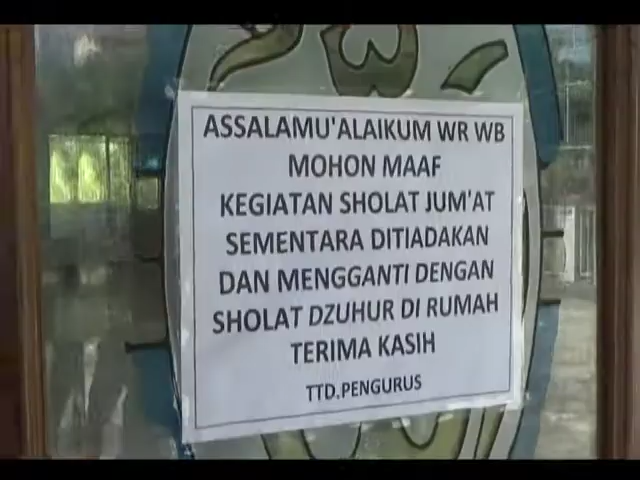 ASSALAMU'ALAIKUM WR WB
MOHON MAAF
KEGIATAN SHOLAT JUM'AT
SEMENTARA DITIADAKAN
DAN MENGGANTI DENGAN
SHOLAT DZUHUR DI RUMAH
TERIMA KASIH
TTD.PENGURUS